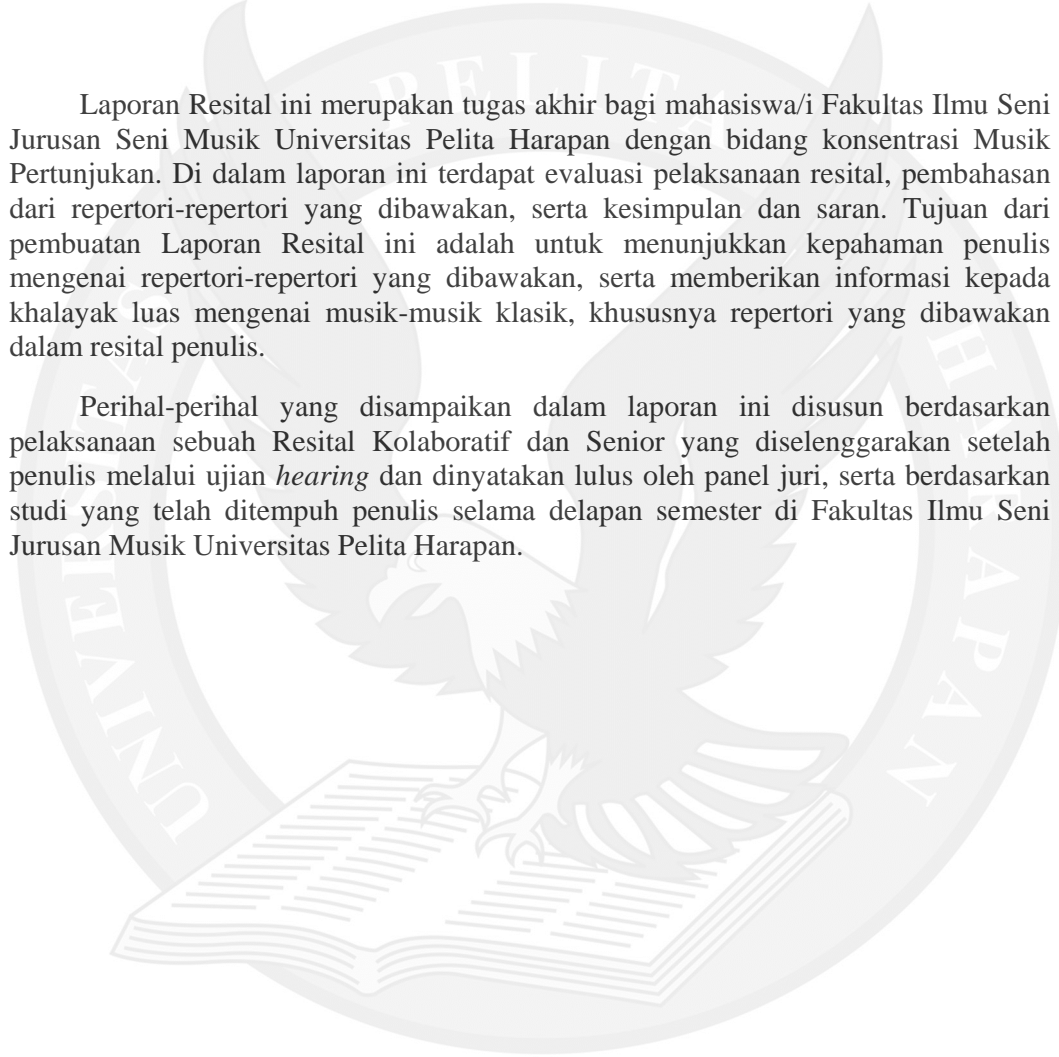 Laporan Resital ini merupakan tugas akhir bagi mahasiswa/i Fakultas Ilmu Seni
Jurusan Seni Musik Universitas Pelita Harapan dengan bidang konsentrasi Musik
Pertunjukan. Di dalam laporan ini terdapat evaluasi pelaksanaan resital, pembahasan
dari repertori-repertori yang dibawakan, serta kesimpulan dan saran. Tujuan dari
pembuatan Laporan Resital ini adalah untuk menunjukkan kepahaman penulis
mengenai repertori-repertori yang dibawakan, serta memberikan informasi kepada
khalayak luas mengenai musik-musik klasik, khususnya repertori yang dibawakan
dalam resital penulis.
Perihal-perihal yang disampaikan dalam laporan ini disusun berdasarkan
pelaksanaan sebuah Resital Kolaboratif dan Senior yang diselenggarakan setelah
penulis melalui ujian hearing dan dinyatakan lulus oleh panel juri, serta berdasarkan
studi yang telah ditempuh penulis selama delapan semester di Fakultas Ilmu Seni
Jurusan Musik Universitas Pelita Harapan.
UNIVERSITAS PELITA HARAPAN